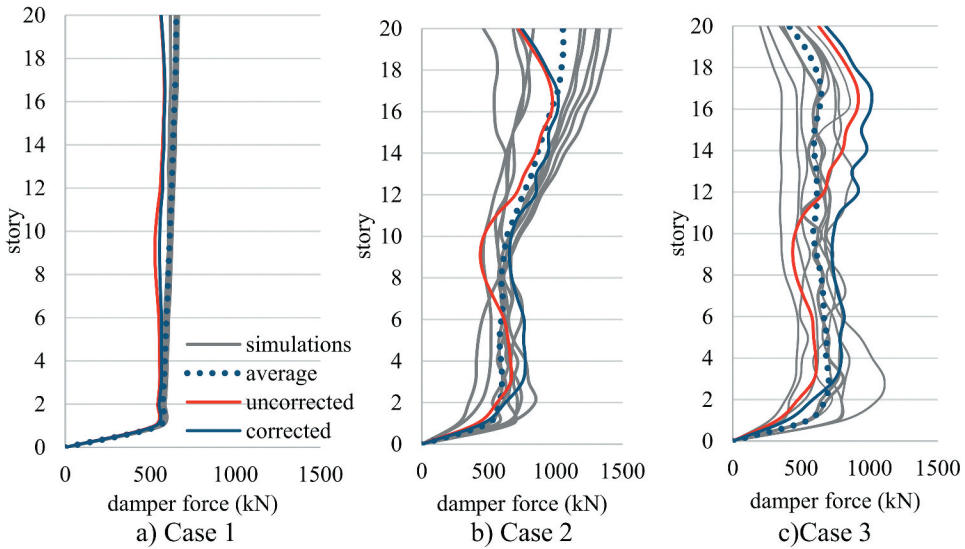 20
18
16
14
12
10
8
6
4
2
0
story
simulations
average
uncorrected
corrected
0 500 1000 1500
damper force (kN)
a) Case 1
20
18
16
14
12
10
8
6
4
2
0
story
0 500 1000 1500
damper force (kN)
b) Case 2
20
18
16
14
12
10
8
6
4
2
0
story
0 500 1000 1500
damper force (kN)
c)Case 3